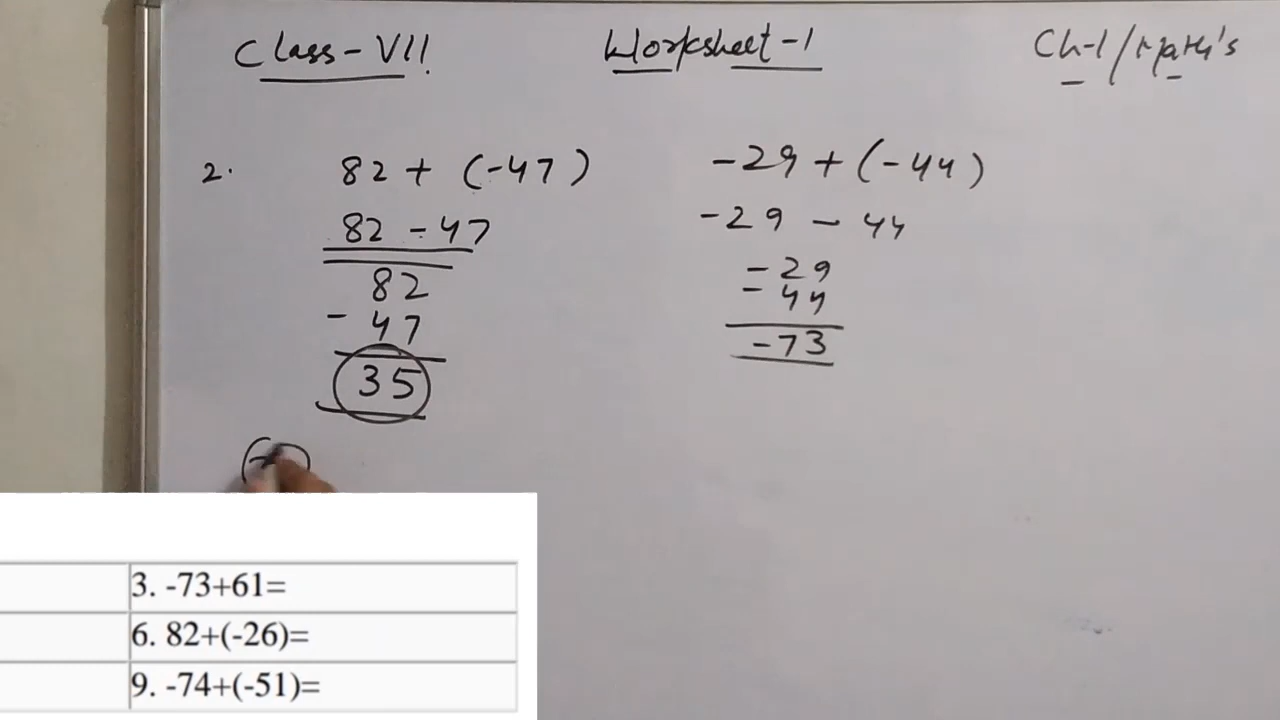 Class-VII
Worksheet-1
Ch-1/Math's
2. 82 + (-47)
82 - 47
82
- 47
35
-29 + (-44)
-29 - 44
-29
-44
-73
3. -73+61=
6. 82+(-26)=
9. -74+(-51)=